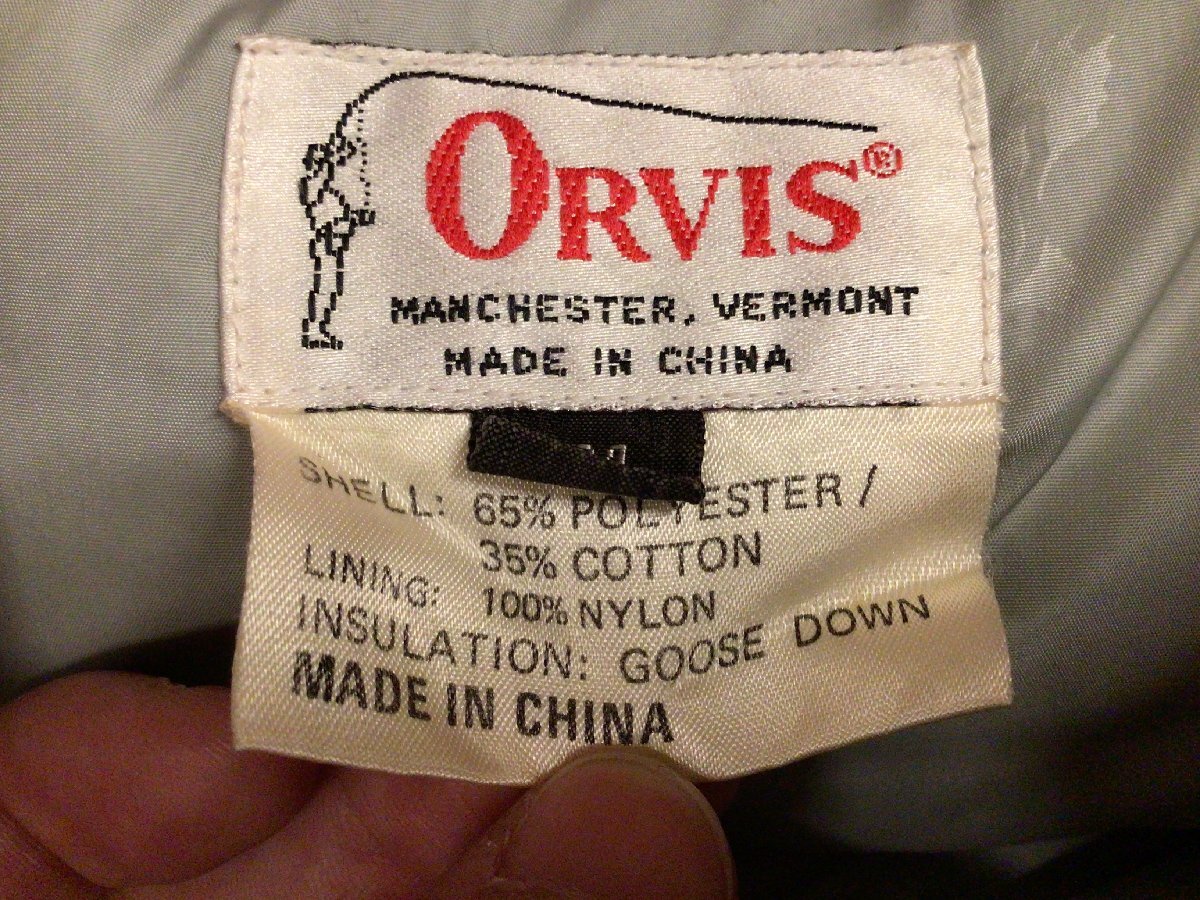 ORVIS®
MANCHESTER, VERMONT
MADE IN CHINA
SHELL: 65% POLYESTER /
35% COTTON
LINING: 100% NYLON
INSULATION: GOOSE DOWN
MADE IN CHINA